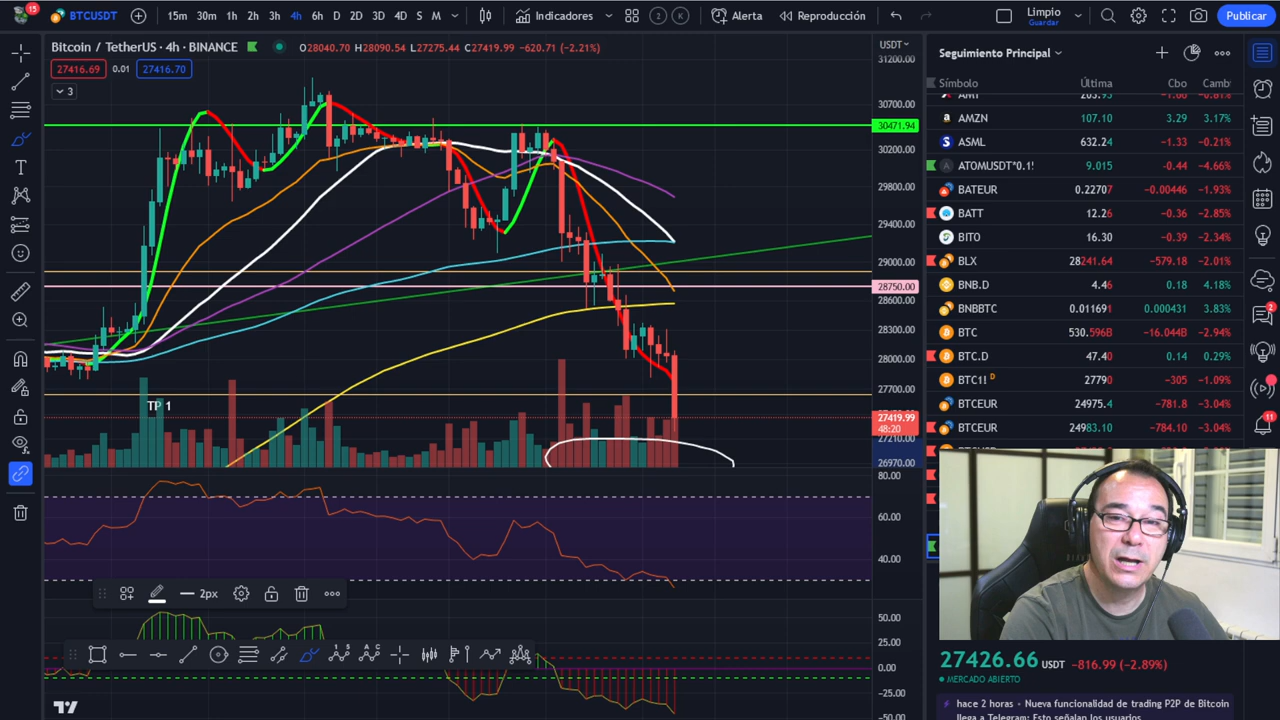 15
BTCUSDT
15m 30m 1h 2h 3h 4h 6h D 2D 3D 4D S M
Indicadores
2 K
Alerta
Reproducción
Limpio
Guardar
Publicar
Bitcoin / TetherUS · 4h · BINANCE
O28040.70 H28090.54 L27275.44 C27419.99 −620.71 (−2.21%)
27416.69 0.01 27416.70
3
USDT
31200.00
30700.00
30471.94
30200.00
29800.00
29400.00
29000.00
28750.00
28600.00
28300.00
28000.00
27700.00
27419.99
48:20
27210.00
26970.00
TP 1
80.00
60.00
40.00
2px
50.00
25.00
0.00
−25.00
−50.00
Seguimiento Principal
Símbolo Última Cbo Camb
AMZN 107.10 3.29 3.17%
ASML 632.24 −1.33 −0.21%
ATOMUSDT*0.1! 9.015 −0.44 −4.66%
BATEUR 0.22707 −0.00446 −1.93%
BATT 12.26 −0.36 −2.85%
BITO 16.30 −0.39 −2.34%
BLX 28241.64 −579.18 −2.01%
BNB.D 4.46 0.18 4.18%
BNBBTC 0.011691 0.000431 3.83%
BTC 530.596B −16.044B −2.94%
BTC.D 47.40 0.14 0.29%
BTC1! D 27790 −305 −1.09%
BTCEUR 24975.4 −781.8 −3.04%
BTCEUR 24983.10 −784.10 −3.04%
2
11
27426.66 USDT −816.99 (−2.89%)
MERCADO ABIERTO
hace 2 horas · Nueva funcionalidad de trading P2P de Bitcoin
llega a Telegram: Esto señalan los usuarios